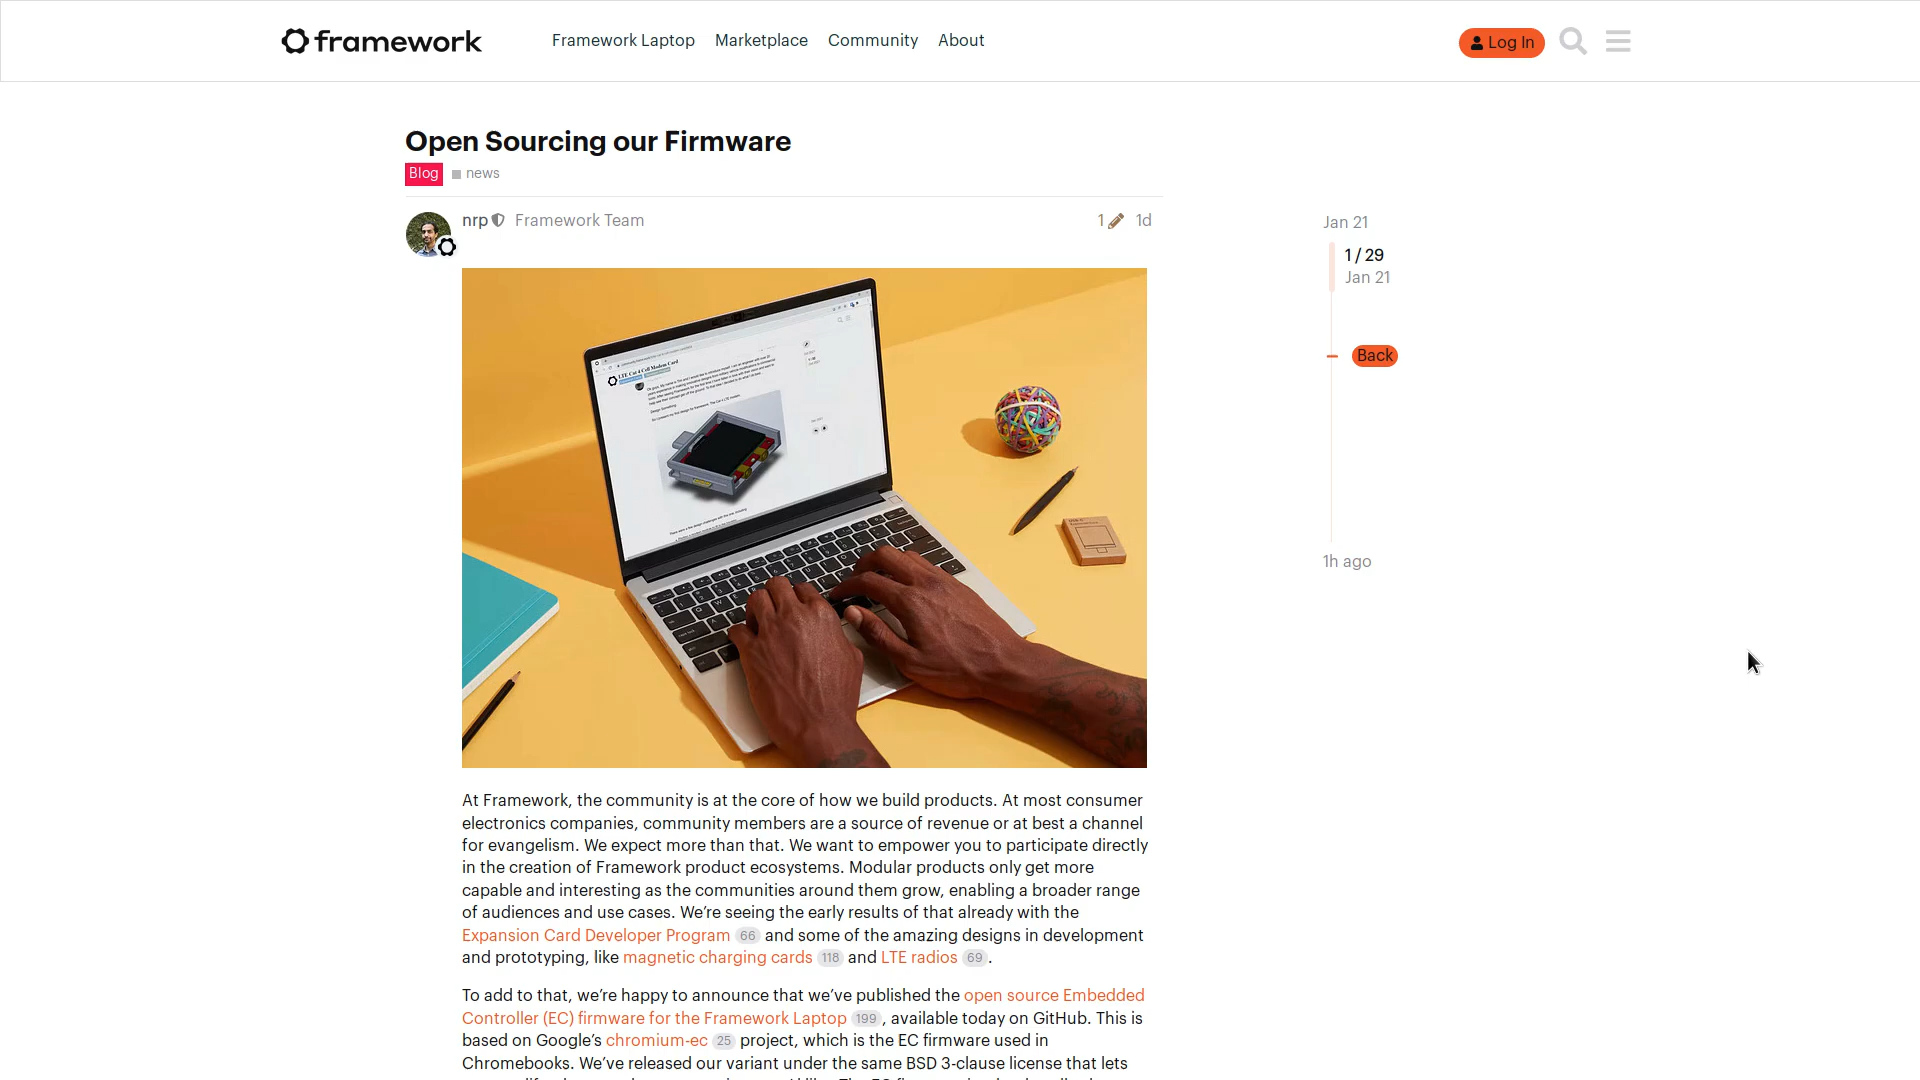 framework
Framework Laptop Marketplace Community About
Log In
Open Sourcing our Firmware
Blog news
nrp Framework Team 1 1d
Jan 21
1 / 29
Jan 21
Back
1h ago
LTE Cat 4 Cell Modem Card
At Framework, the community is at the core of how we build products. At most consumer
electronics companies, community members are a source of revenue or at best a channel
for evangelism. We expect more than that. We want to empower you to participate directly
in the creation of Framework product ecosystems. Modular products only get more
capable and interesting as the communities around them grow, enabling a broader range
of audiences and use cases. We’re seeing the early results of that already with the
Expansion Card Developer Program 66 and some of the amazing designs in development
and prototyping, like magnetic charging cards 118 and LTE radios 69.
To add to that, we’re happy to announce that we’ve published the open source Embedded
Controller (EC) firmware for the Framework Laptop 199, available today on GitHub. This is
based on Google’s chromium-ec 25 project, which is the EC firmware used in
Chromebooks. We’ve released our variant under the same BSD 3-clause license that lets